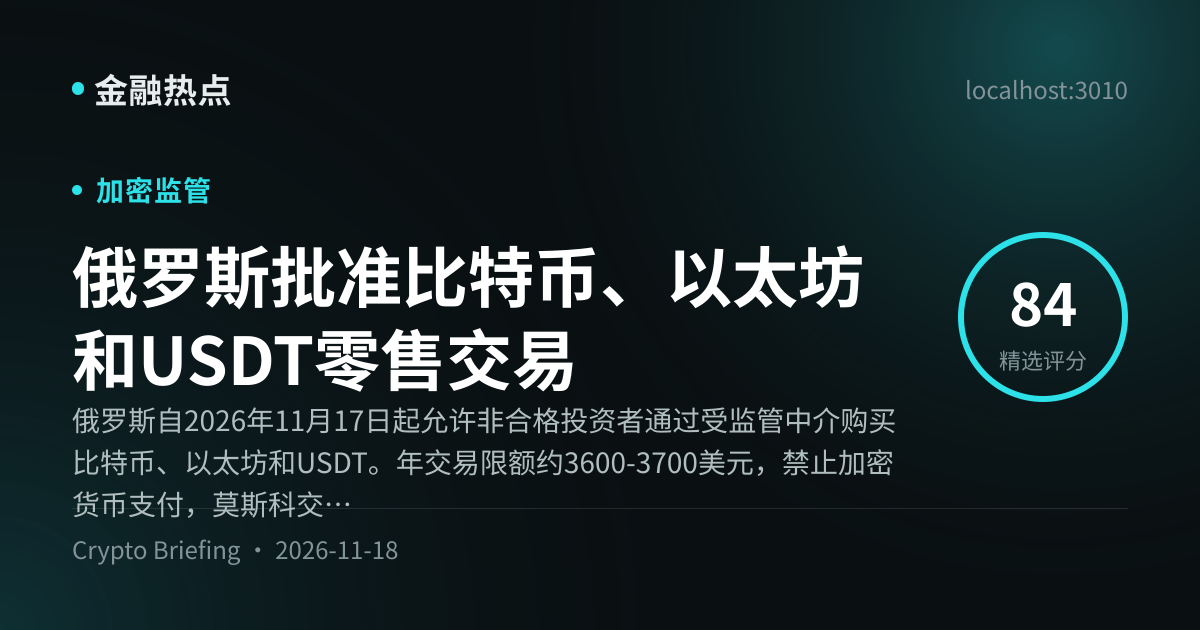 金融热点
localhost:3010
加密监管
俄罗斯批准比特币、以太坊
和USDT零售交易
84
精选评分
俄罗斯自2026年11月17日起允许非合格投资者通过受监管中介购买
比特币、以太坊和USDT。年交易限额约3600-3700美元，禁止加密
货币支付，莫斯科交…
Crypto Briefing · 2026-11-18